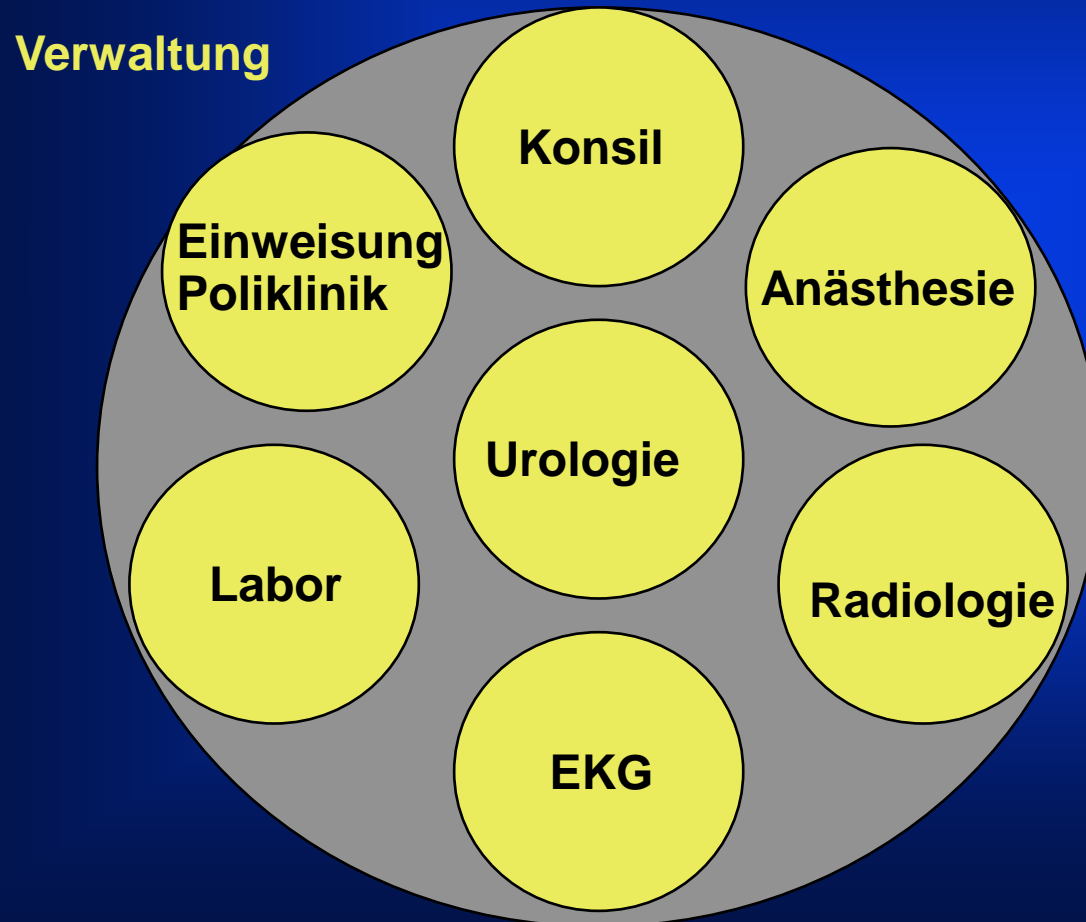 Verwaltung
Konsil
Einweisung
Poliklinik
Anästhesie
Urologie
Labor
Radiologie
EKG